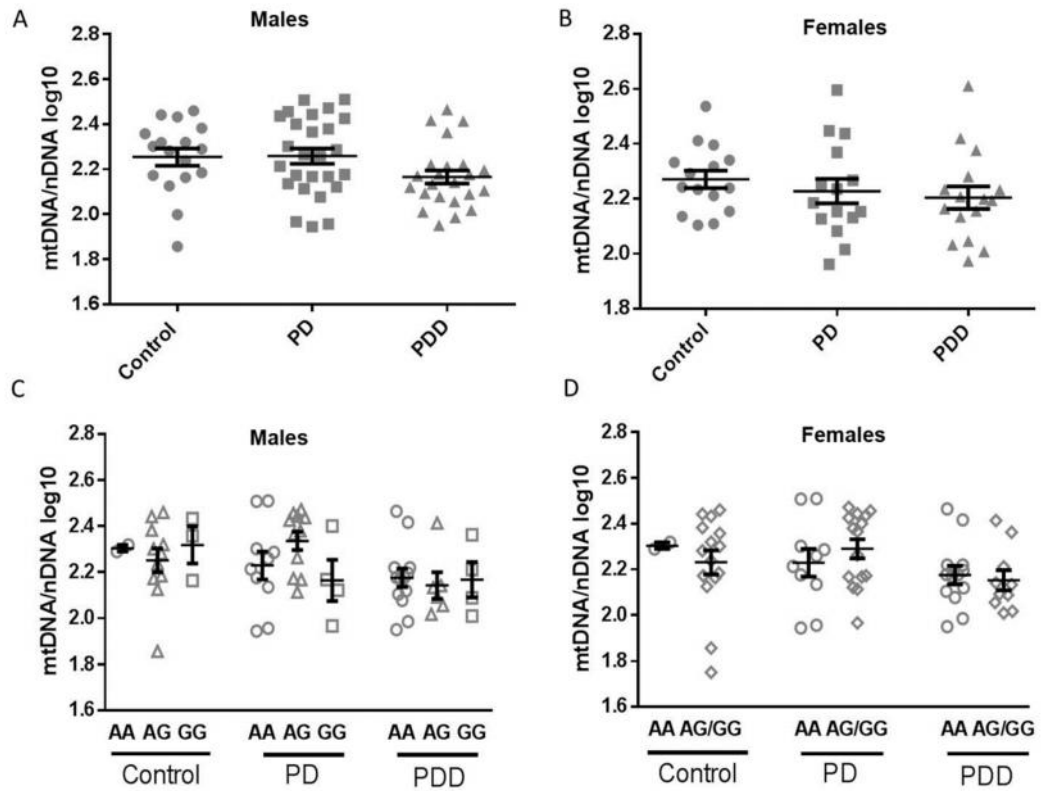 A
Males
mtDNA/nDNA log10
2.8
2.6
2.4
2.2
2.0
1.8
1.6
Control
PD
PDD
B
Females
mtDNA/nDNA log10
2.8
2.6
2.4
2.2
2.0
1.8
Control
PD
PDD
C
Males
mtDNA/nDNA log10
2.8
2.6
2.4
2.2
2.0
1.8
1.6
AA AG GG AA AG GG AA AG GG
Control PD PDD
D
Females
mtDNA/nDNA log10
2.8
2.6
2.4
2.2
2.0
1.8
1.6
AA AG/GG AA AG/GG AA AG/GG
Control PD PDD